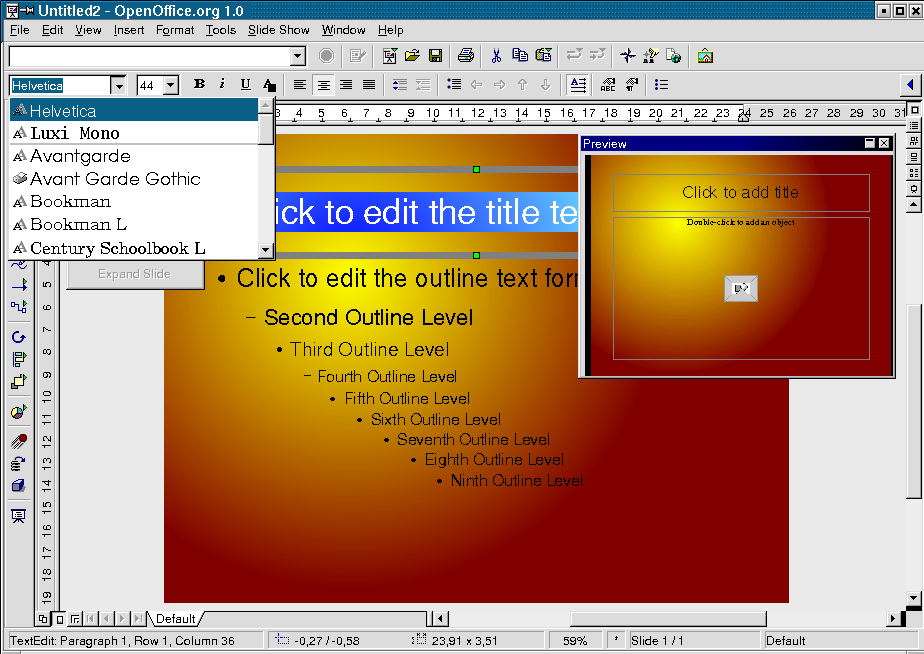 Untitled2 - OpenOffice.org 1.0
File Edit View Insert Format Tools Slide Show Window Help
Helvetica 44 B i U A
Helvetica
Luxi Mono
Avantgarde
Avant Garde Gothic
Bookman
Bookman L
Century Schoolbook L
3 4 5 6 7 8 9 10 11 12 13 14 15 16 17 18 19 20 21 22 23 24 25 26 27 28 29 30 31
Preview
Click to add title
Double-click to add an object
ick to edit the title te
Expand Slide
• Click to edit the outline text for
– Second Outline Level
• Third Outline Level
– Fourth Outline Level
• Fifth Outline Level
• Sixth Outline Level
• Seventh Outline Level
• Eighth Outline Level
• Ninth Outline Level
5 6 7 8 9 10 11 12 13 14 15 16 17 18 19
Default
TextEdit: Paragraph 1, Row 1, Column 36 -0,27 / -0,58 23,91 x 3,51 59% * Slide 1 / 1 Default